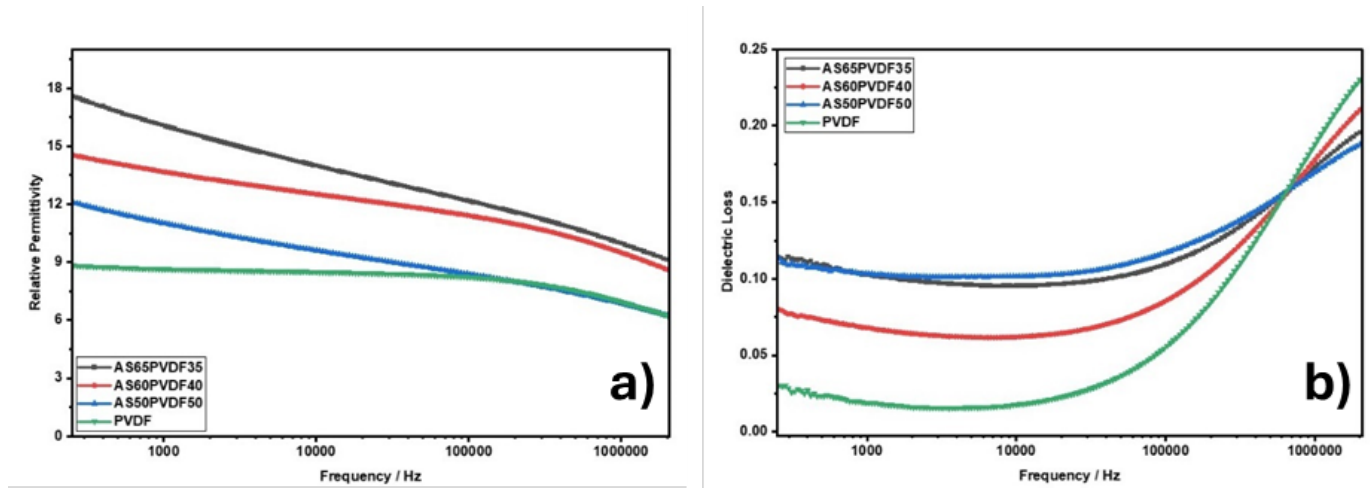 18
15
12
9
6
3
0
Relative Permittivity
AS65PVDF35
AS60PVDF40
AS50PVDF50
PVDF
a)
1000
10000
100000
1000000
Frequency / Hz
0.25
0.20
0.15
0.10
0.05
0.00
Dielectric Loss
AS65PVDF35
AS60PVDF40
AS50PVDF50
PVDF
b)
1000
10000
100000
1000000
Frequency / Hz